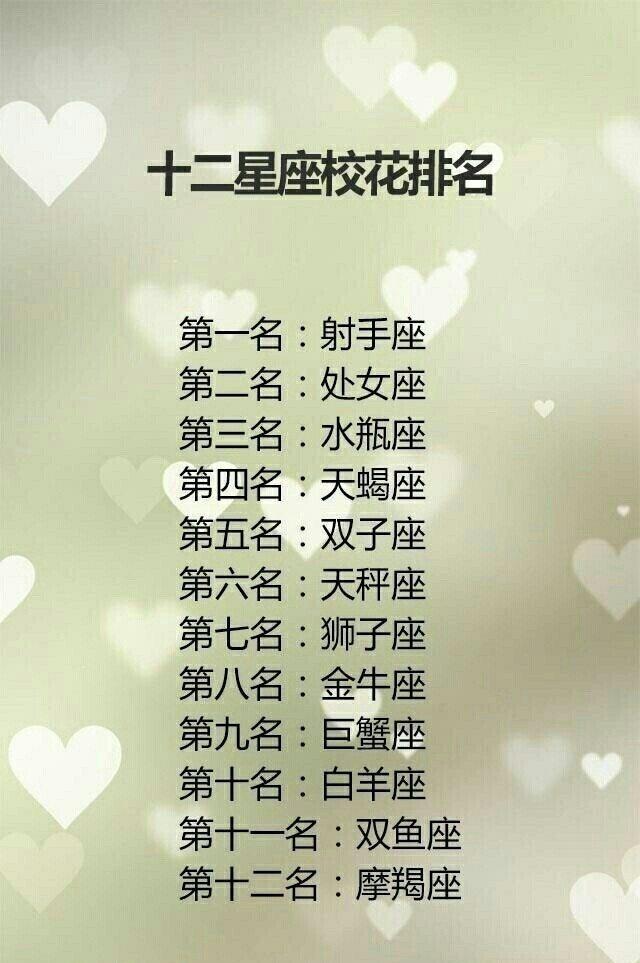 十二星座校花排名
第一名：射手座
第二名：处女座
第三名：水瓶座
第四名：天蝎座
第五名：双子座
第六名：天秤座
第七名：狮子座
第八名：金牛座
第九名：巨蟹座
第十名：白羊座
第十一名：双鱼座
第十二名：摩羯座